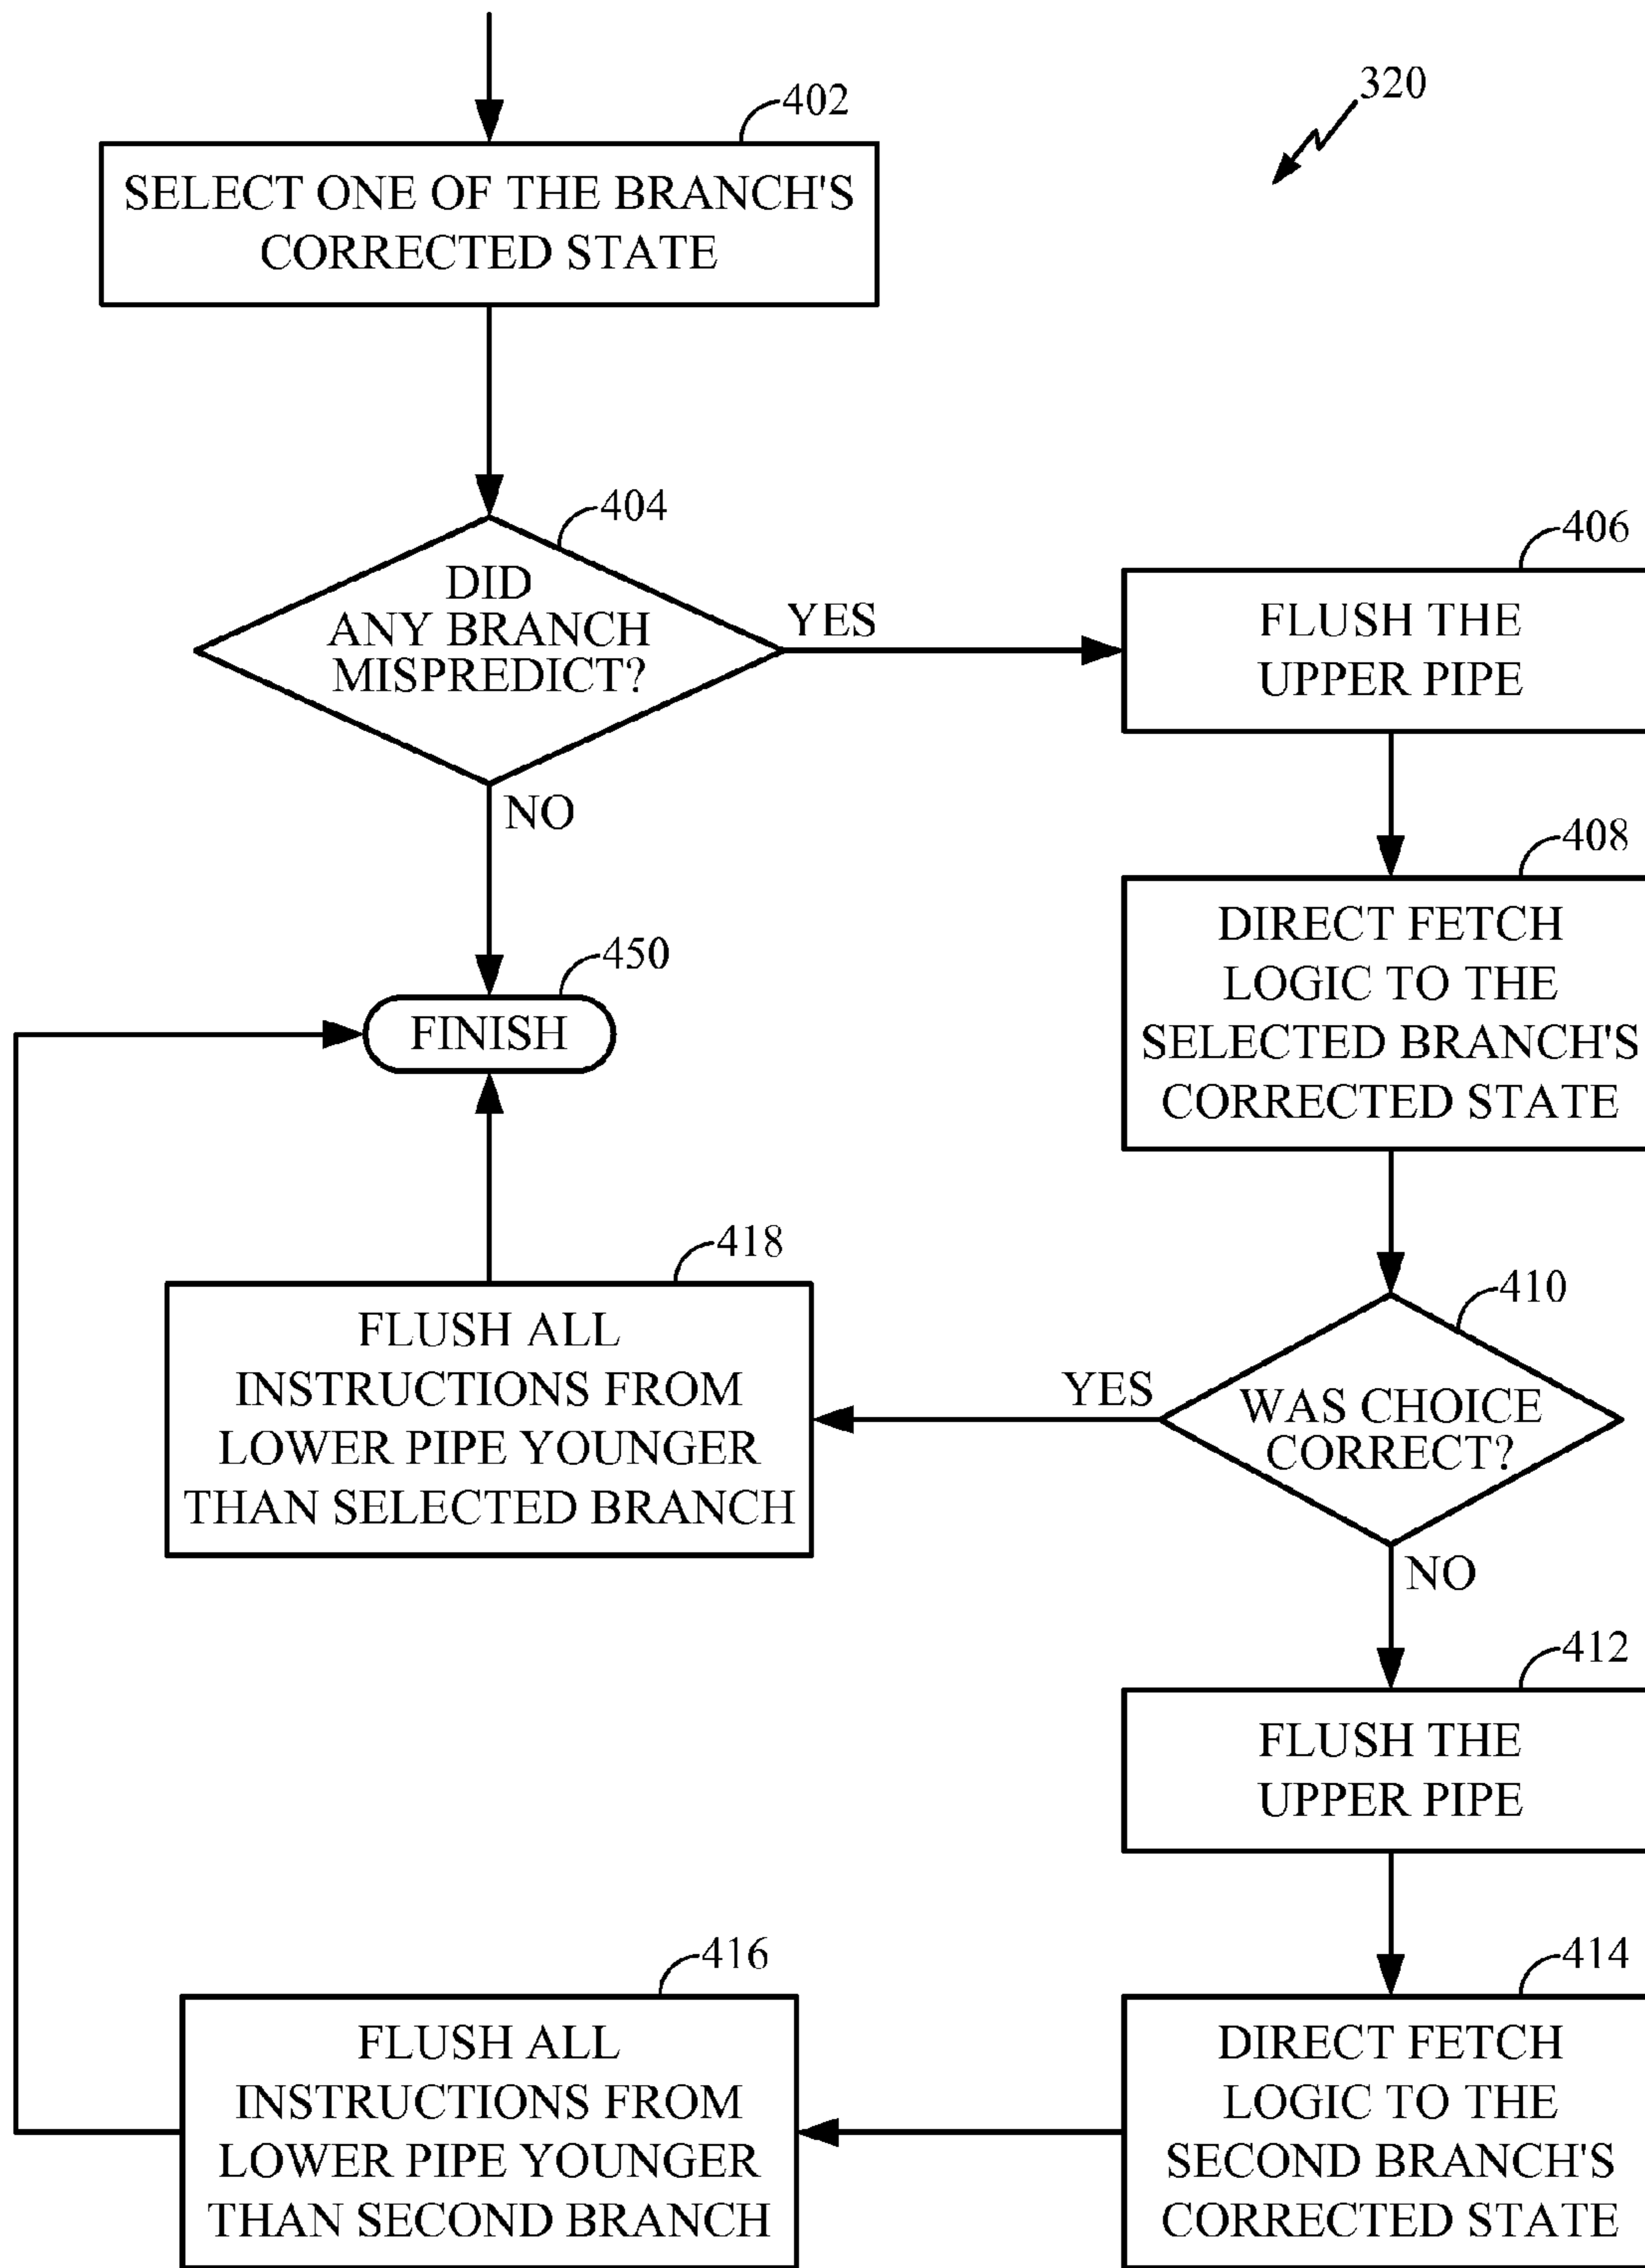 320
402
SELECT ONE OF THE BRANCH'S
CORRECTED STATE
404
DID
ANY BRANCH
MISPREDICT?
YES
NO
406
FLUSH THE
UPPER PIPE
408
DIRECT FETCH
LOGIC TO THE
SELECTED BRANCH'S
CORRECTED STATE
450
FINISH
410
WAS CHOICE
CORRECT?
YES
NO
418
FLUSH ALL
INSTRUCTIONS FROM
LOWER PIPE YOUNGER
THAN SELECTED BRANCH
412
FLUSH THE
UPPER PIPE
414
DIRECT FETCH
LOGIC TO THE
SECOND BRANCH'S
CORRECTED STATE
416
FLUSH ALL
INSTRUCTIONS FROM
LOWER PIPE YOUNGER
THAN SECOND BRANCH